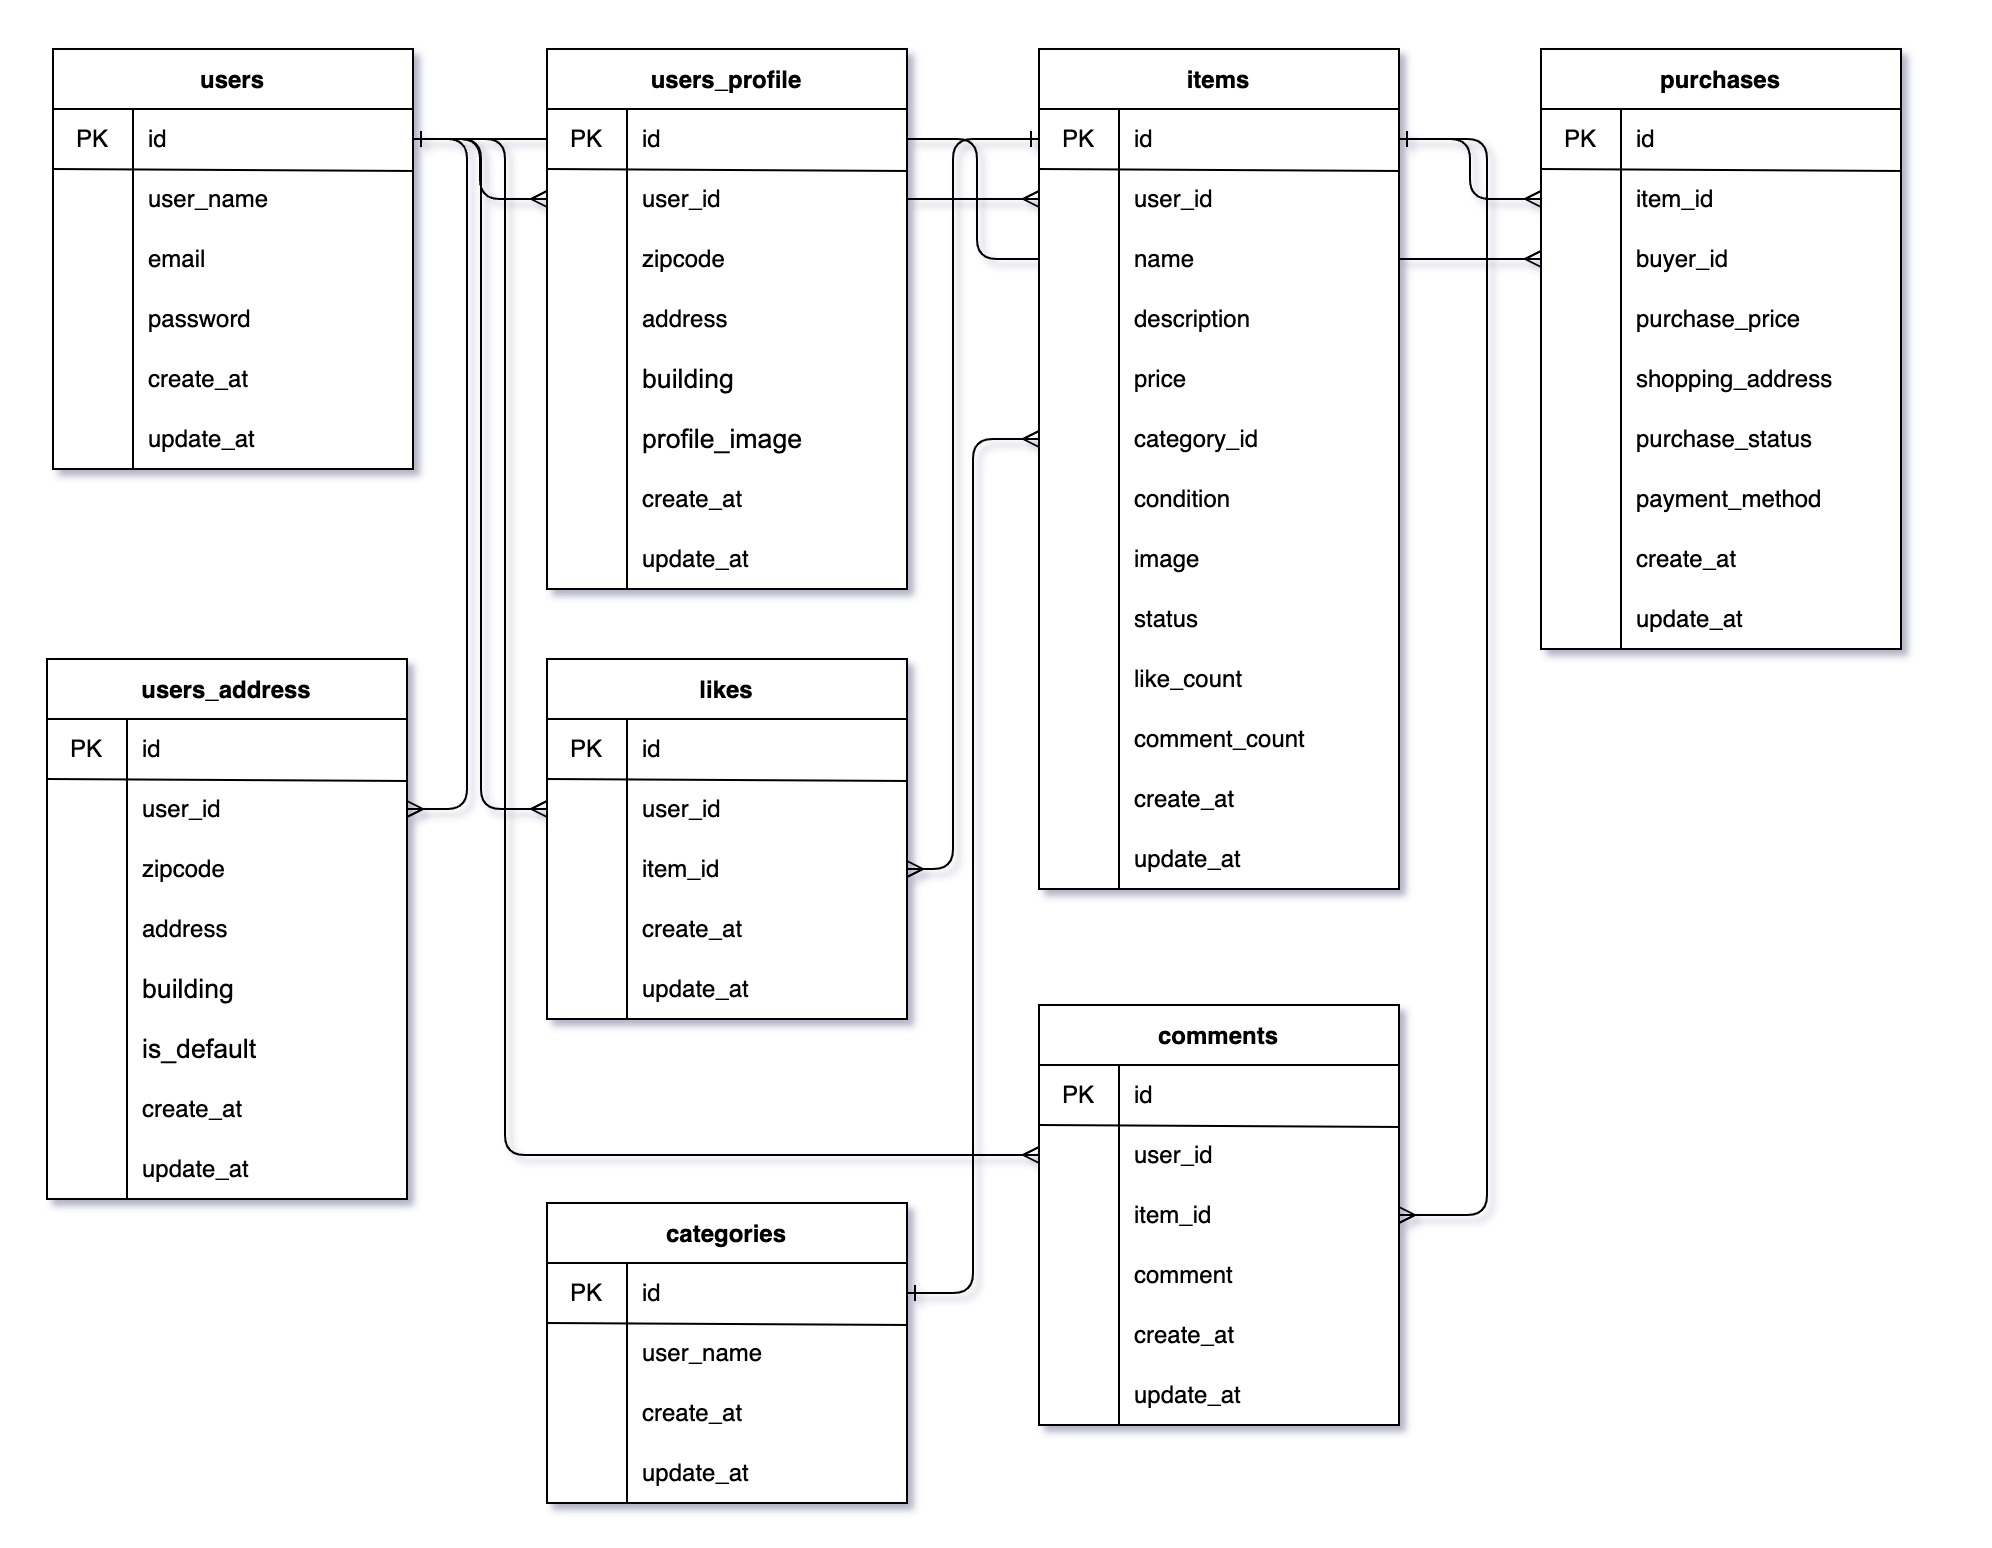 users
PK id
user_name
email
password
create_at
update_at
users_profile
PK id
user_id
zipcode
address
building
profile_image
create_at
update_at
items
PK id
user_id
name
description
price
category_id
condition
image
status
like_count
comment_count
create_at
update_at
purchases
PK id
item_id
buyer_id
purchase_price
shopping_address
purchase_status
payment_method
create_at
update_at
users_address
PK id
user_id
zipcode
address
building
is_default
create_at
update_at
likes
PK id
user_id
item_id
create_at
update_at
comments
PK id
user_id
item_id
comment
create_at
update_at
categories
PK id
user_name
create_at
update_at